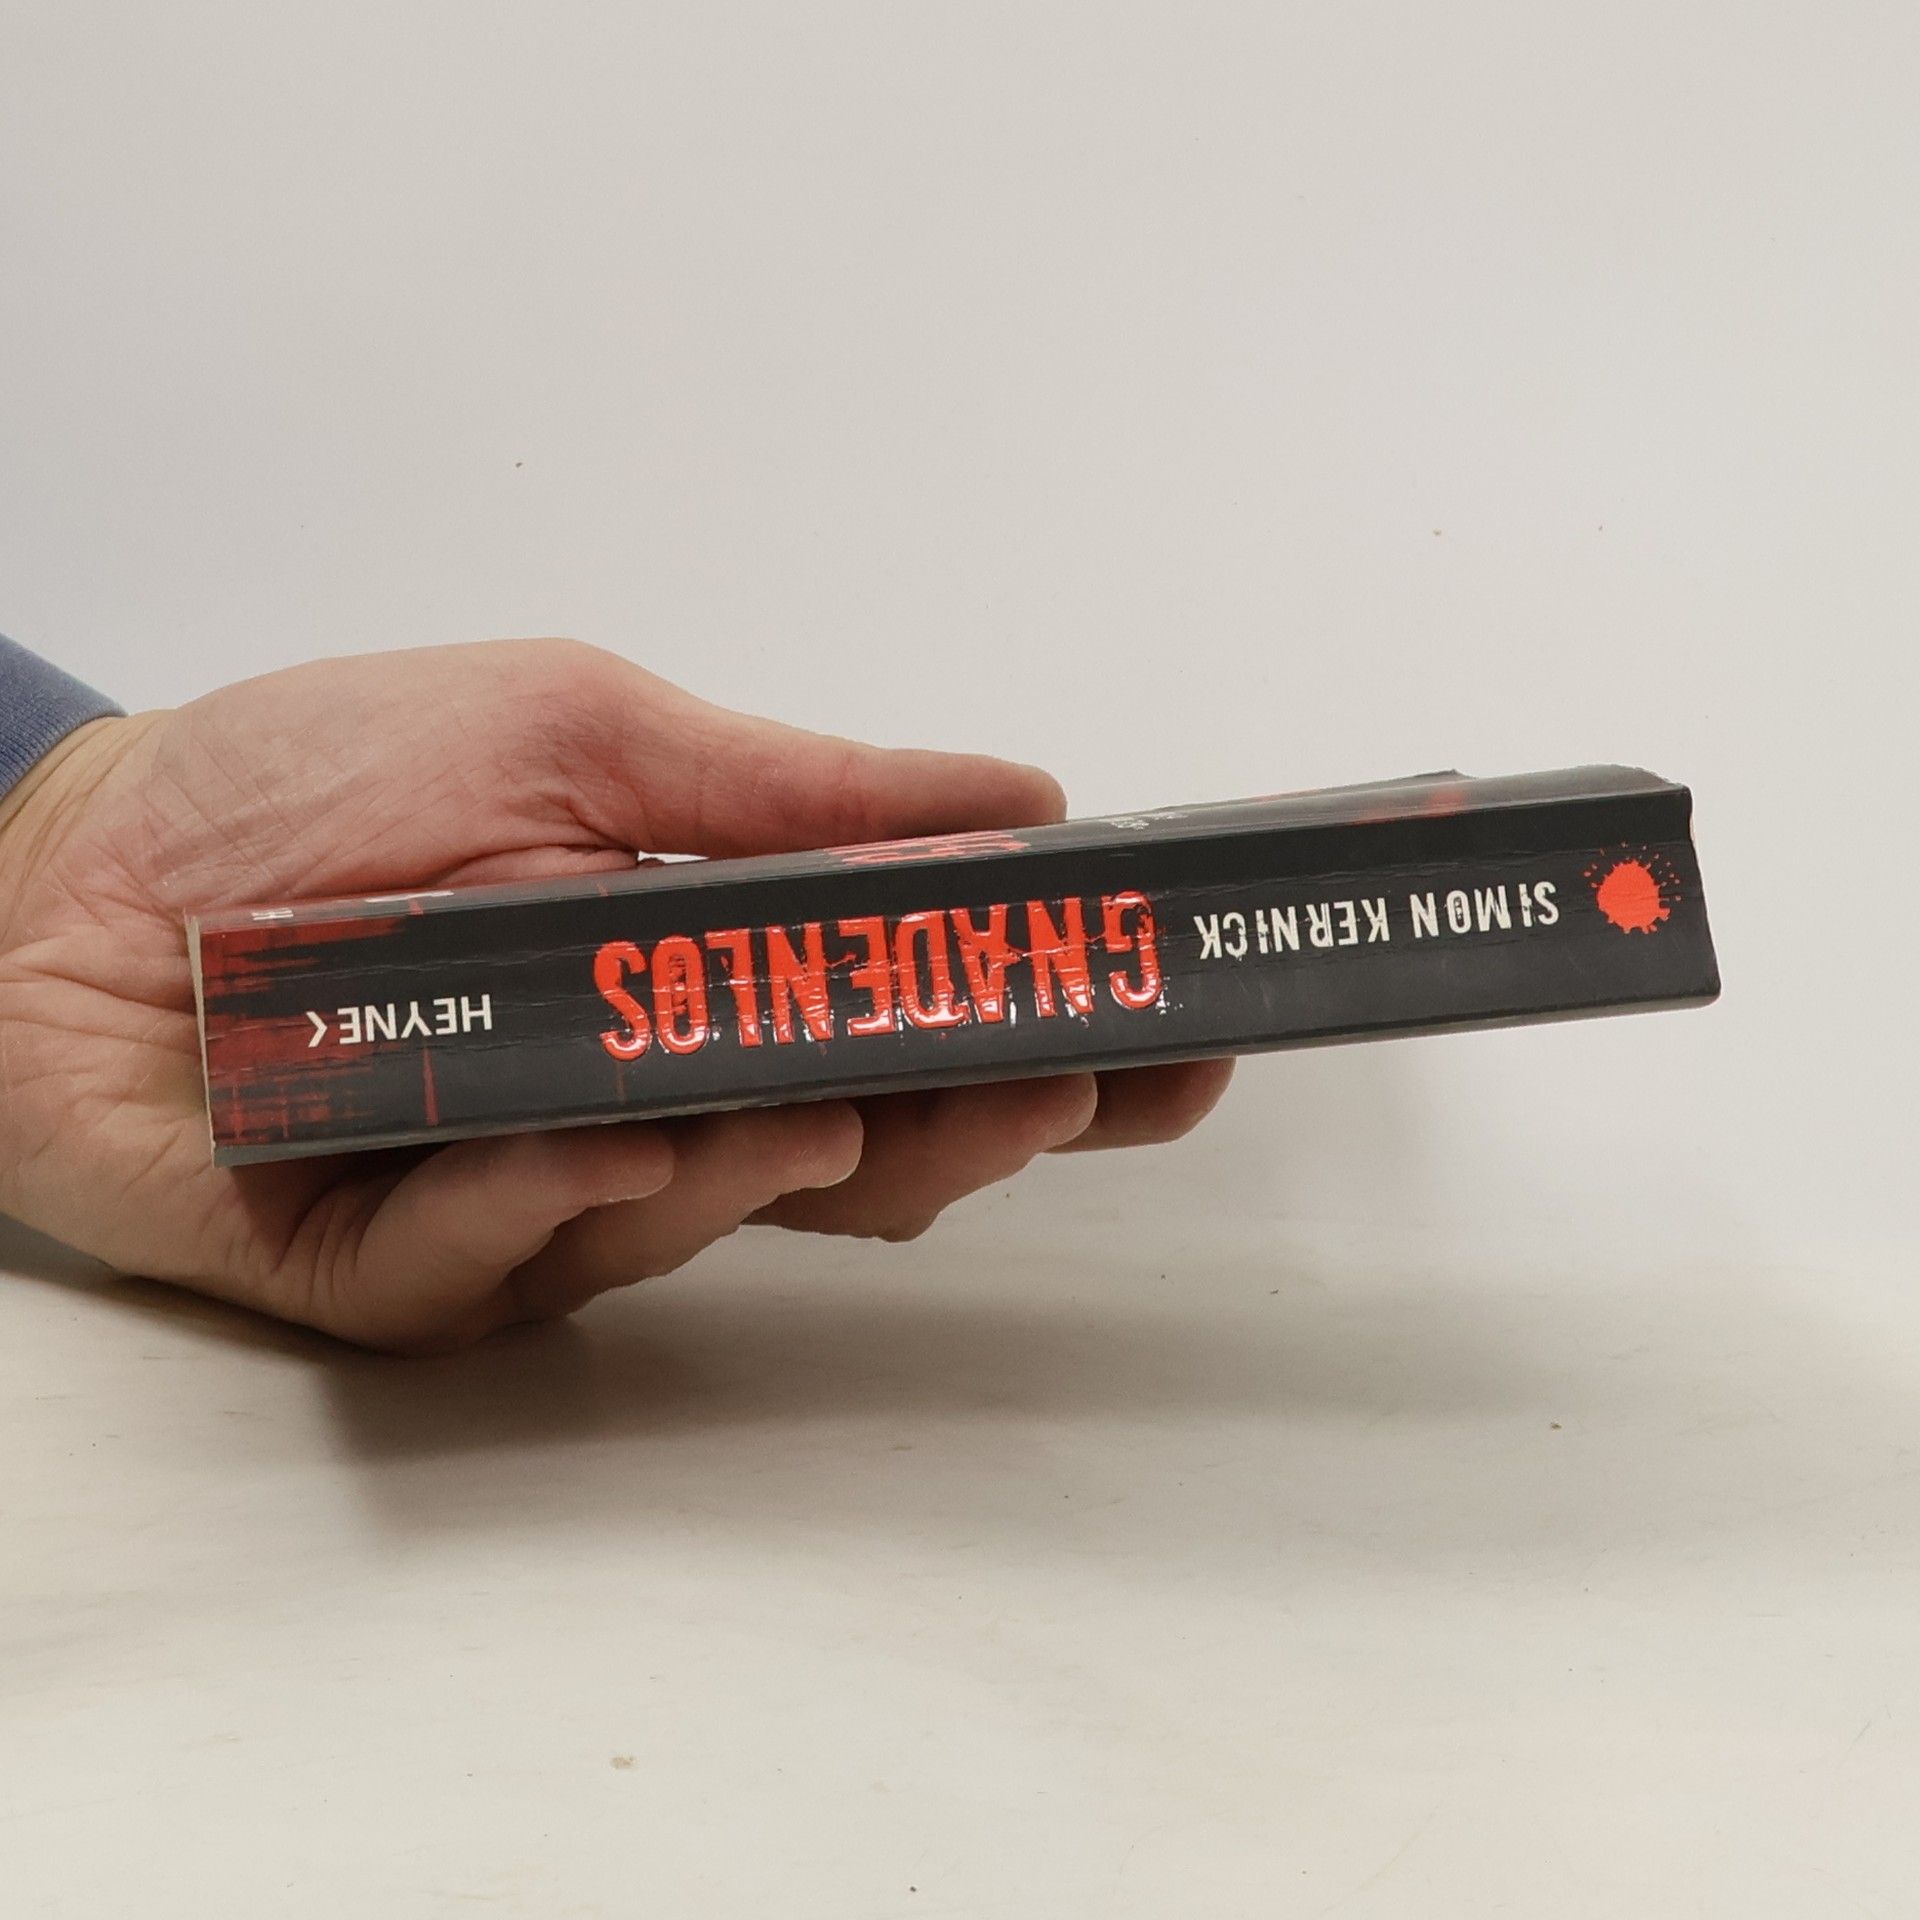 SIMON KERNICK
GNADENLOS
HEYNE<